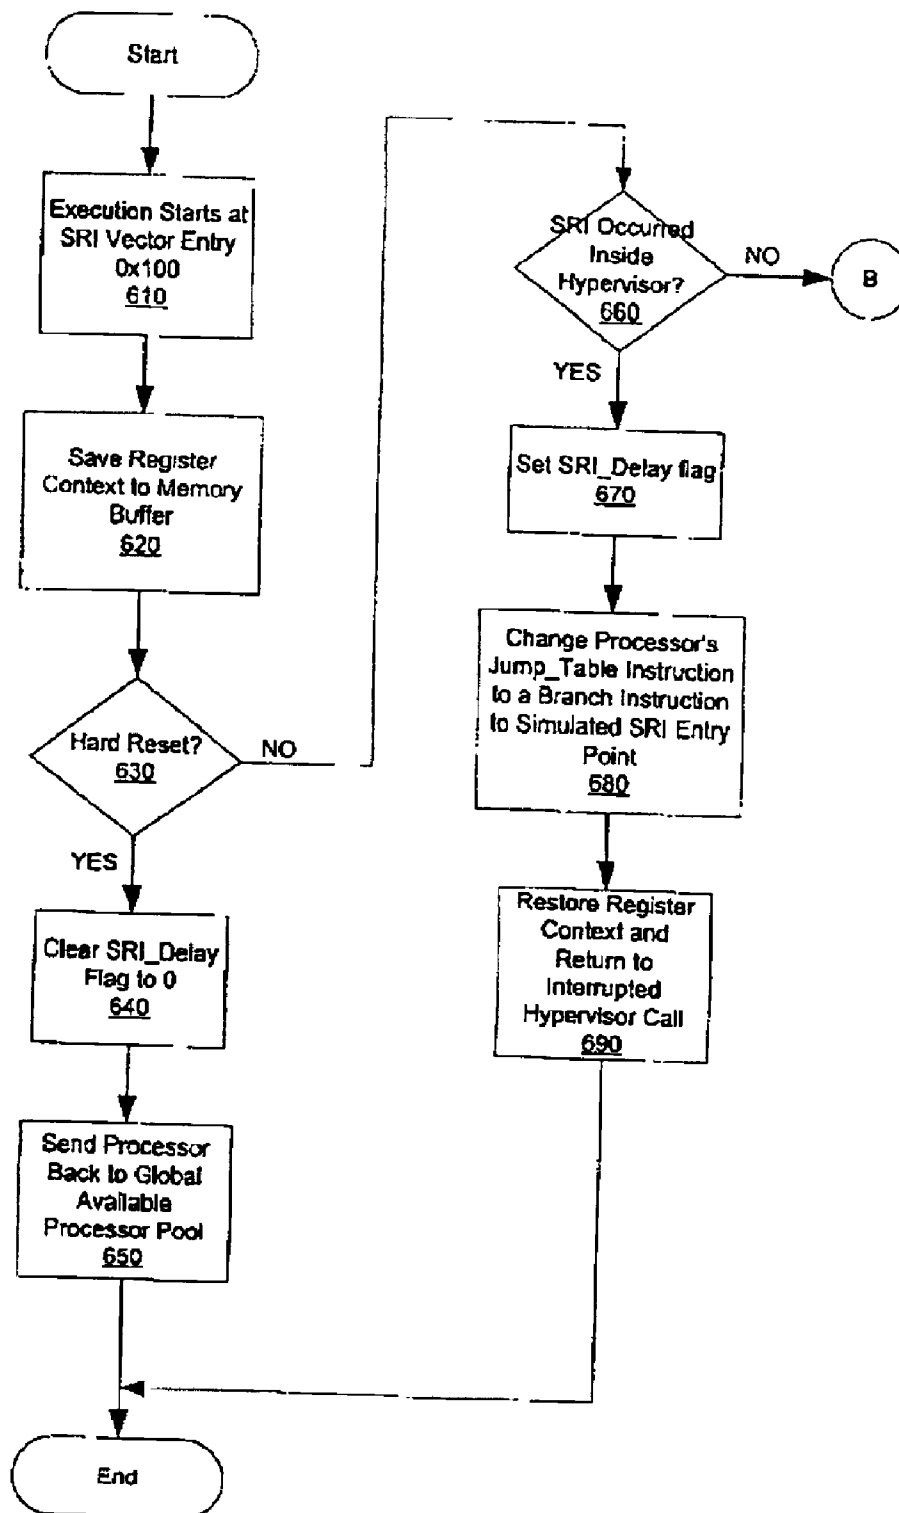 Start
Execution Starts at
SRI Vector Entry
0x100
610
Save Register
Context to Memory
Buffer
620
Hard Reset?
630
NO
YES
Clear SRI_Delay
Flag to 0
640
Send Processor
Back to Global
Available
Processor Pool
650
End
SRI Occurred
Inside
Hypervisor?
660
NO
B
YES
Set SRI_Delay flag
670
Change Processor's
Jump_Table Instruction
to a Branch Instruction
to Simulated SRI Entry
Point
680
Restore Register
Context and
Return to
Interrupted
Hypervisor Call
690